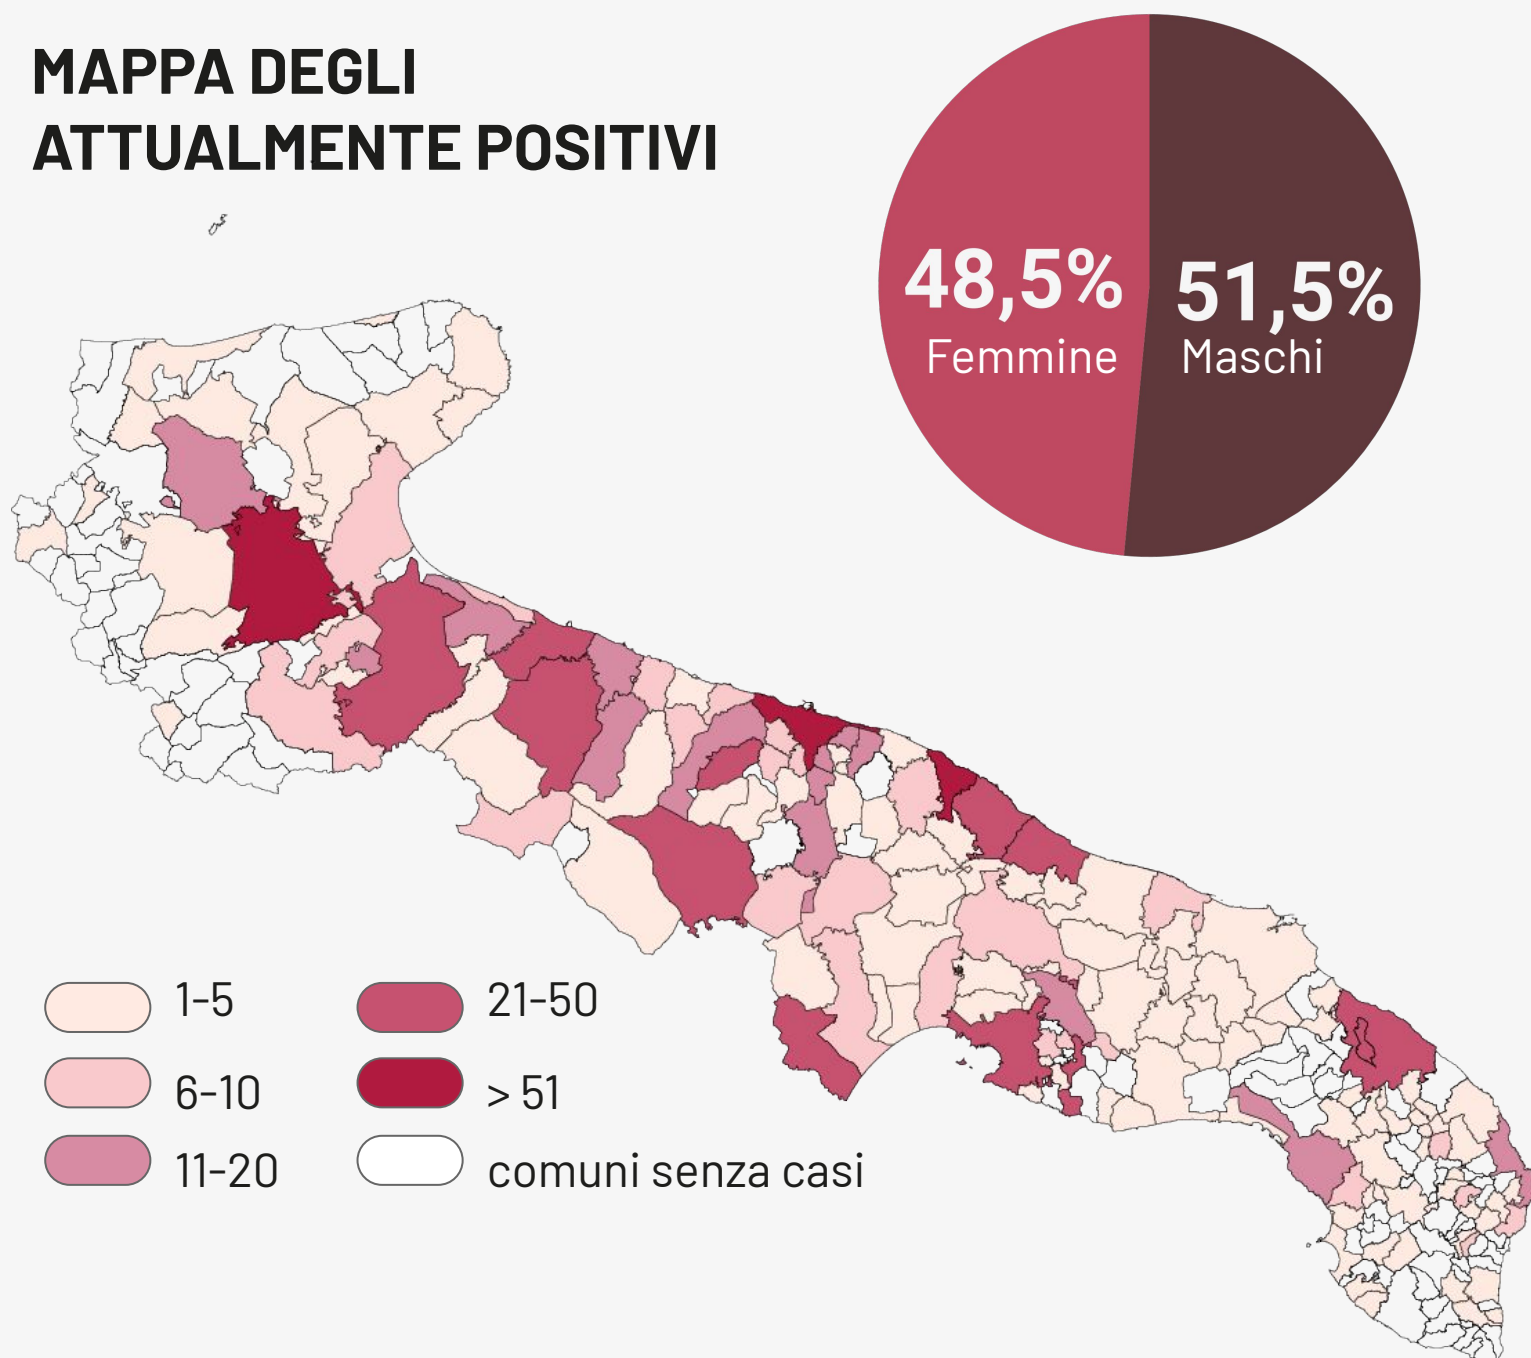 MAPPA DEGLI
ATTUALMENTE POSITIVI
48,5%
Femmine
51,5%
Maschi
1-5
6-10
11-20
21-50
> 51
comuni senza casi